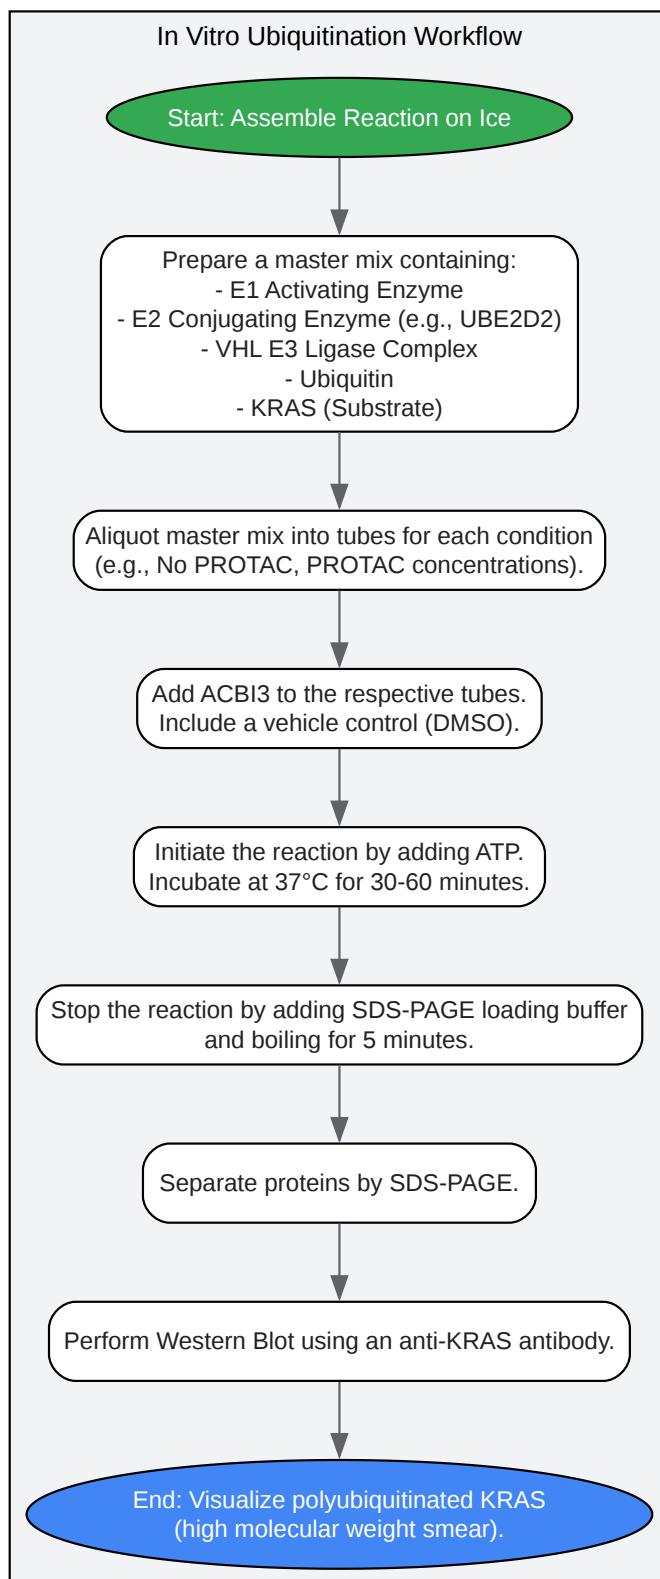 In Vitro Ubiquitination Workflow
Start: Assemble Reaction on Ice
Prepare a master mix containing:
- E1 Activating Enzyme
- E2 Conjugating Enzyme (e.g., UBE2D2)
- VHL E3 Ligase Complex
- Ubiquitin
- KRAS (Substrate)
Aliquot master mix into tubes for each condition
(e.g., No PROTAC, PROTAC concentrations).
Add ACBI3 to the respective tubes.
Include a vehicle control (DMSO).
Initiate the reaction by adding ATP.
Incubate at 37°C for 30-60 minutes.
Stop the reaction by adding SDS-PAGE loading buffer
and boiling for 5 minutes.
Separate proteins by SDS-PAGE.
Perform Western Blot using an anti-KRAS antibody.
End: Visualize polyubiquitinated KRAS
(high molecular weight smear).